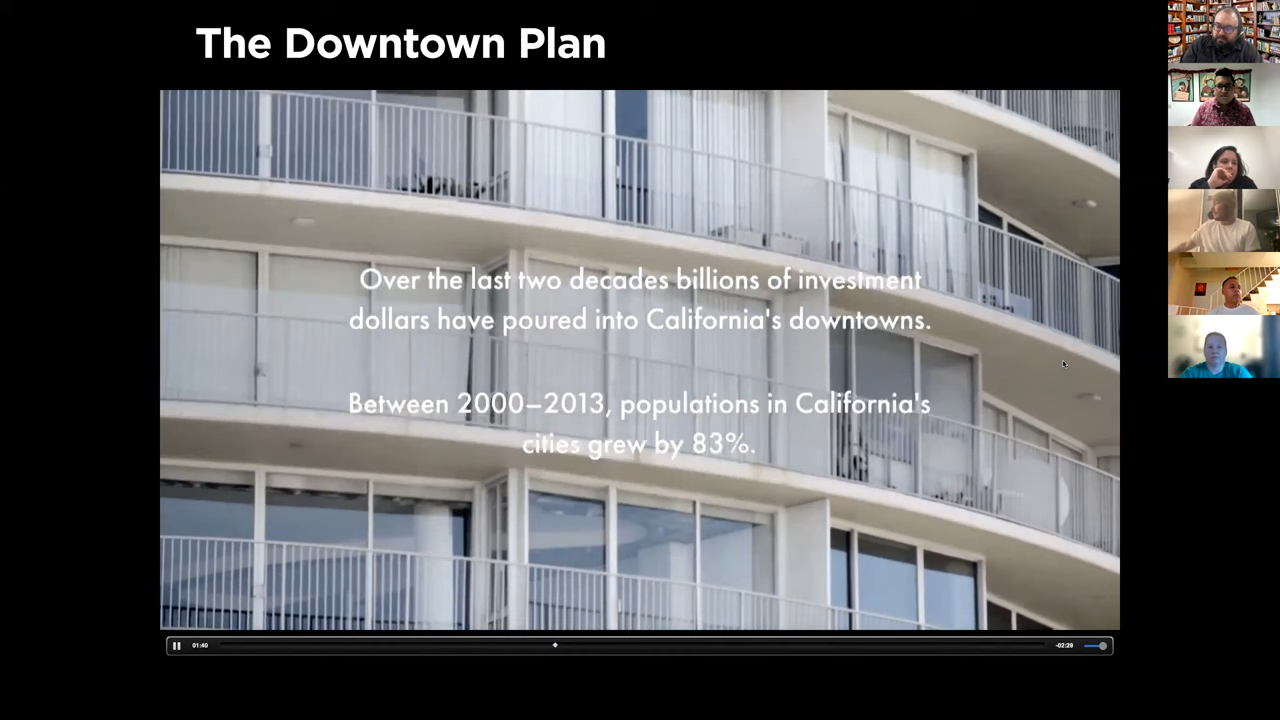 The Downtown Plan
Over the last two decades billions of investment
dollars have poured into California's downtowns.
Between 2000–2013, populations in California's
cities grew by 83%.
01:40
-02:29